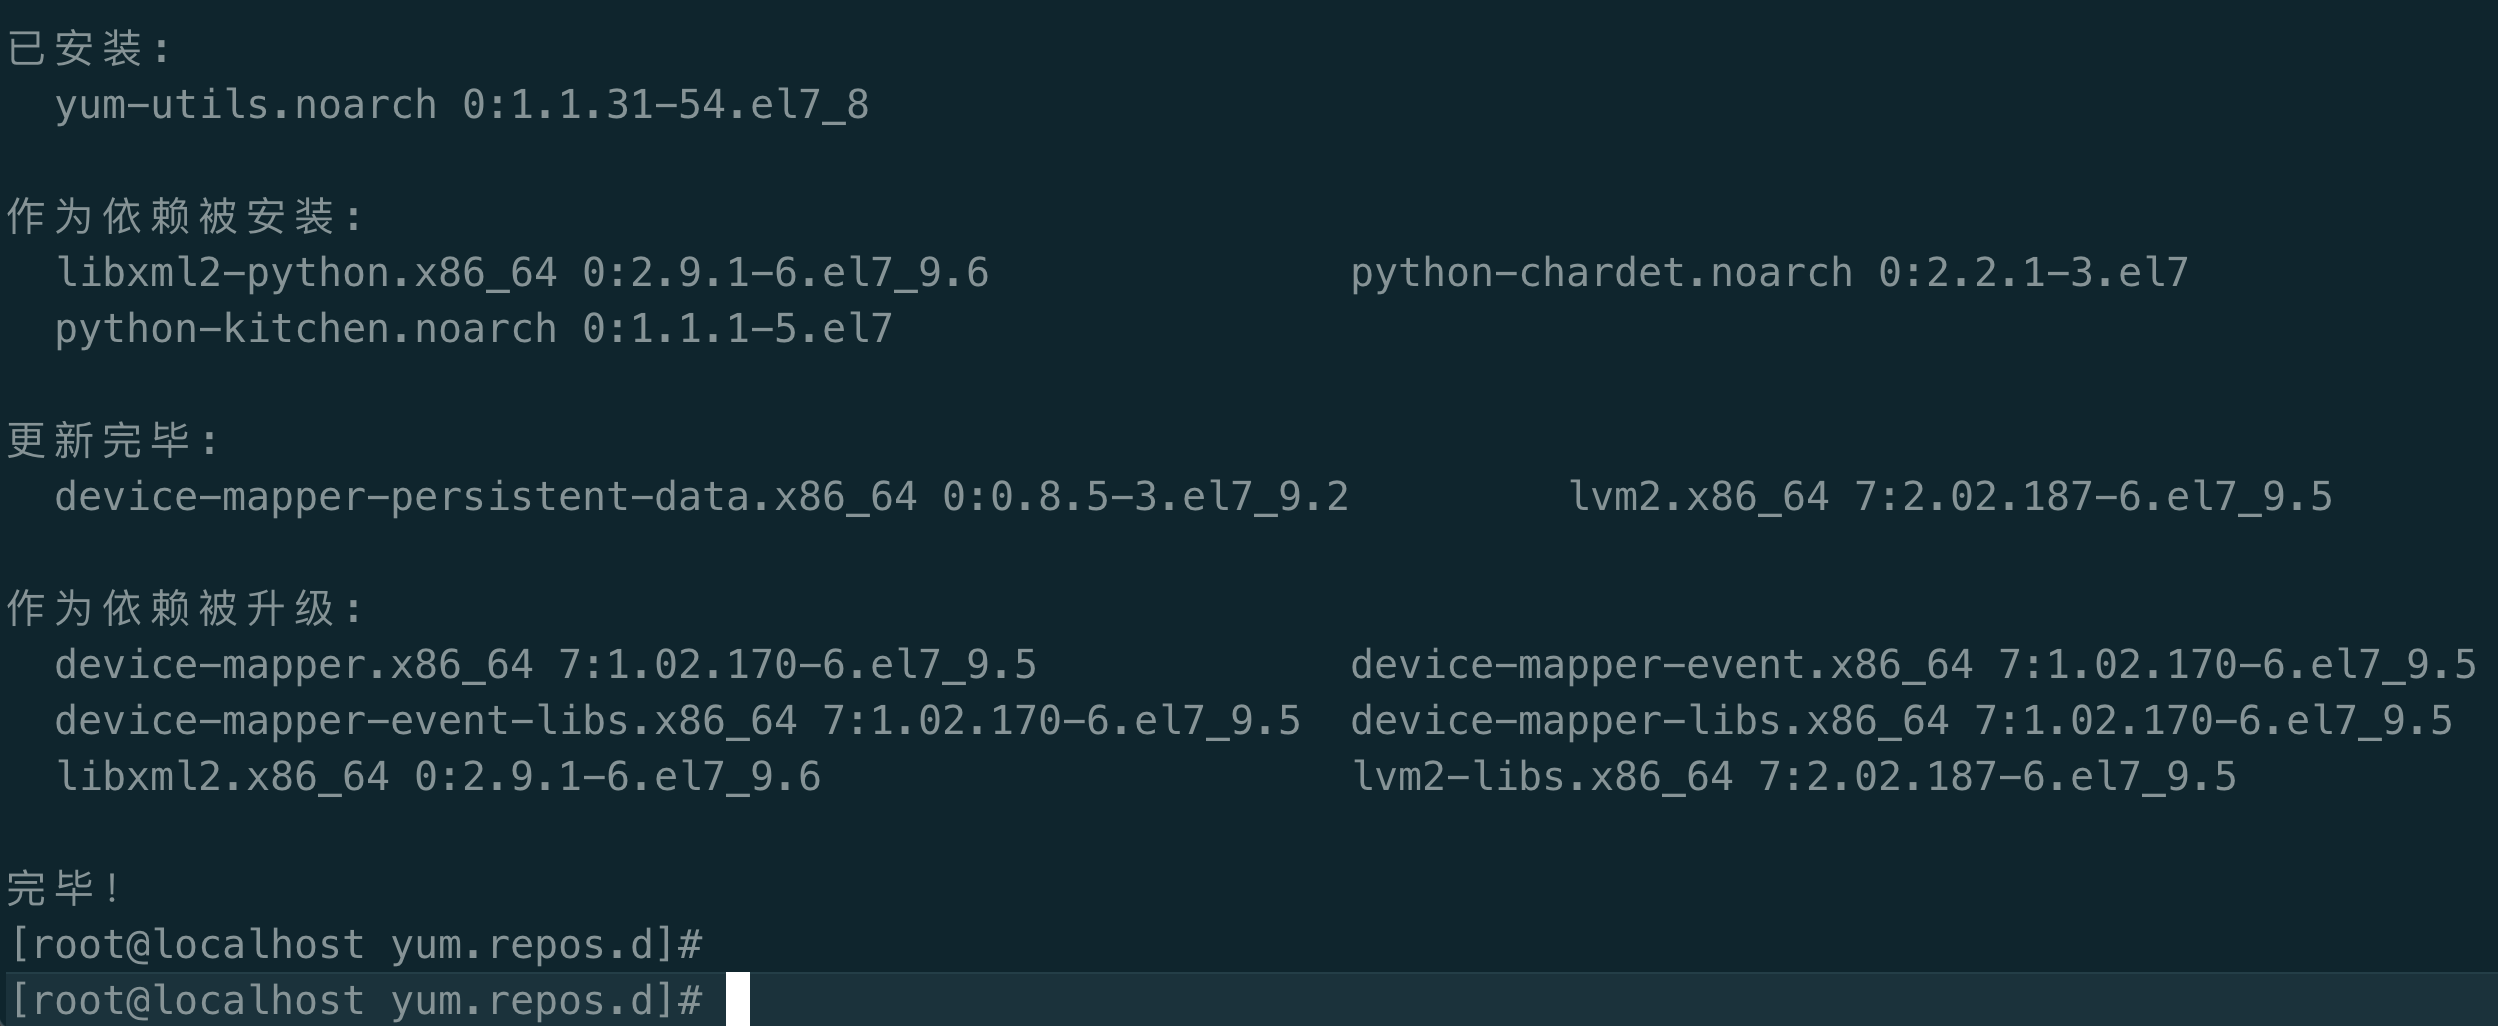 已安装:
yum-utils.noarch 0:1.1.31-54.el7_8
作为依赖被安装:
libxml2-python.x86_64 0:2.9.1-6.el7_9.6 python-chardet.noarch 0:2.2.1-3.el7
python-kitchen.noarch 0:1.1.1-5.el7
更新完毕:
device-mapper-persistent-data.x86_64 0:0.8.5-3.el7_9.2 lvm2.x86_64 7:2.02.187-6.el7_9.5
作为依赖被升级:
device-mapper.x86_64 7:1.02.170-6.el7_9.5 device-mapper-event.x86_64 7:1.02.170-6.el7_9.5
device-mapper-event-libs.x86_64 7:1.02.170-6.el7_9.5 device-mapper-libs.x86_64 7:1.02.170-6.el7_9.5
libxml2.x86_64 0:2.9.1-6.el7_9.6 lvm2-libs.x86_64 7:2.02.187-6.el7_9.5
完毕!
[root@localhost yum.repos.d]#
[root@localhost yum.repos.d]#